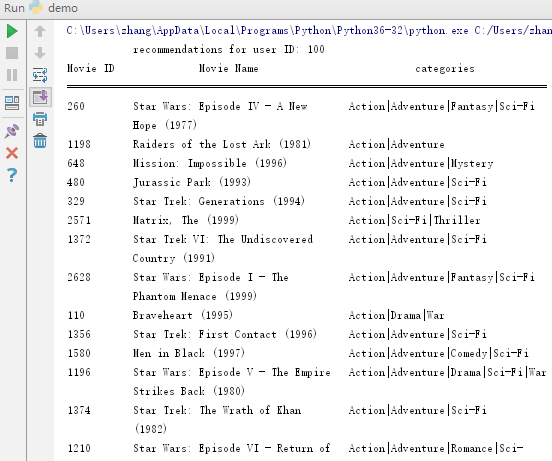 Run demo
C:\Users\zhang\AppData\Local\Programs\Python\Python36-32\python.exe C:/Users/zhan
recommendations for user ID: 100
Movie ID Movie Name categories
260 Star Wars: Episode IV - A New Action|Adventure|Fantasy|Sci-Fi
Hope (1977)
1198 Raiders of the Lost Ark (1981) Action|Adventure
648 Mission: Impossible (1996) Action|Adventure|Mystery
480 Jurassic Park (1993) Action|Adventure|Sci-Fi
329 Star Trek: Generations (1994) Action|Adventure|Sci-Fi
2571 Matrix, The (1999) Action|Sci-Fi|Thriller
1372 Star Trek VI: The Undiscovered Action|Adventure|Sci-Fi
Country (1991)
2628 Star Wars: Episode I - The Action|Adventure|Fantasy|Sci-Fi
Phantom Menace (1999)
110 Braveheart (1995) Action|Drama|War
1356 Star Trek: First Contact (1996) Action|Adventure|Sci-Fi
1580 Men in Black (1997) Action|Adventure|Comedy|Sci-Fi
1196 Star Wars: Episode V - The Empire Action|Adventure|Drama|Sci-Fi|War
Strikes Back (1980)
1374 Star Trek: The Wrath of Khan Action|Adventure|Sci-Fi
(1982)
1210 Star Wars: Episode VI - Return of Action|Adventure|Romance|Sci-